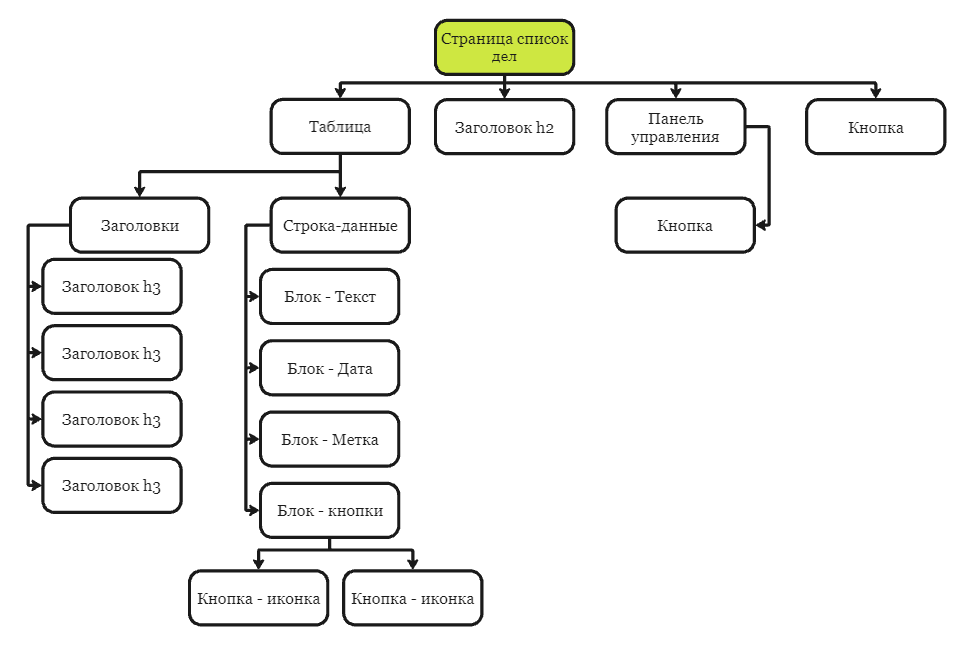 Страница список
дел
Таблица
Заголовок h2
Панель
управления
Кнопка
Заголовки
Строка-данные
Кнопка
Заголовок h3
Блок - Текст
Заголовок h3
Блок - Дата
Заголовок h3
Блок - Метка
Заголовок h3
Блок - кнопки
Кнопка - иконка
Кнопка - иконка